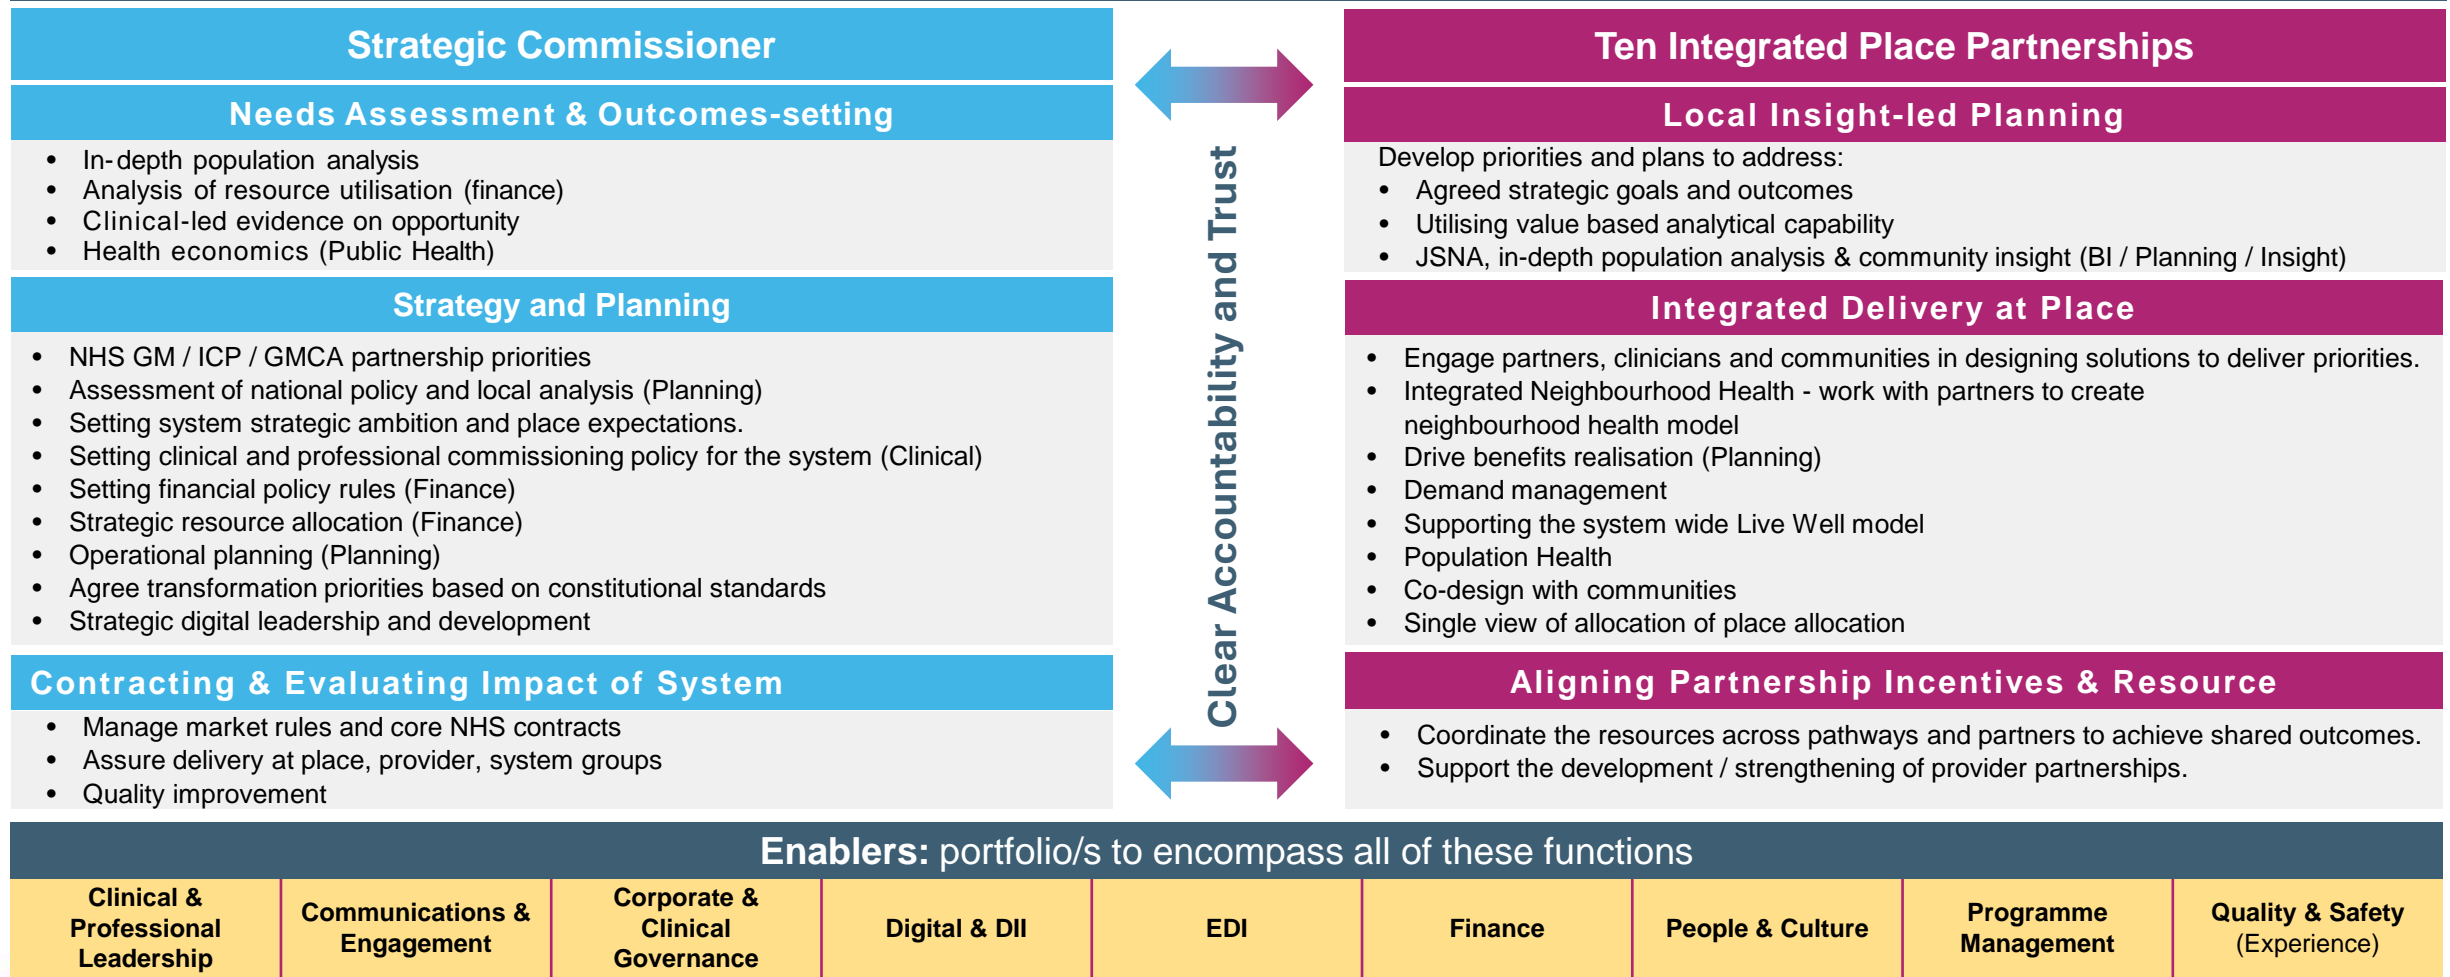 Strategic Commissioner
Needs Assessment & Outcomes-setting
• In-depth population analysis
• Analysis of resource utilisation (finance)
• Clinical-led evidence on opportunity
• Health economics (Public Health)
Strategy and Planning
• NHS GM / ICP / GMCA partnership priorities
• Assessment of national policy and local analysis (Planning)
• Setting system strategic ambition and place expectations.
• Setting clinical and professional commissioning policy for the system (Clinical)
• Setting financial policy rules (Finance)
• Strategic resource allocation (Finance)
• Operational planning (Planning)
• Agree transformation priorities based on constitutional standards
• Strategic digital leadership and development
Contracting & Evaluating Impact of System
• Manage market rules and core NHS contracts
• Assure delivery at place, provider, system groups
• Quality improvement
Clear Accountability and Trust
Ten Integrated Place Partnerships
Local Insight-led Planning
Develop priorities and plans to address:
• Agreed strategic goals and outcomes
• Utilising value based analytical capability
• JSNA, in-depth population analysis & community insight (BI / Planning / Insight)
Integrated Delivery at Place
• Engage partners, clinicians and communities in designing solutions to deliver priorities.
• Integrated Neighbourhood Health - work with partners to create
neighbourhood health model
• Drive benefits realisation (Planning)
• Demand management
• Supporting the system wide Live Well model
• Population Health
• Co-design with communities
• Single view of allocation of place allocation
Aligning Partnership Incentives & Resource
• Coordinate the resources across pathways and partners to achieve shared outcomes.
• Support the development / strengthening of provider partnerships.
Enablers: portfolio/s to encompass all of these functions
Clinical &
Professional
Leadership
Communications &
Engagement
Corporate &
Clinical
Governance
Digital & DII
EDI
Finance
People & Culture
Programme
Management
Quality & Safety
(Experience)